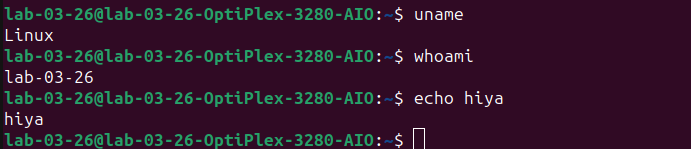 lab-03-26@lab-03-26-OptiPlex-3280-AIO:~$ uname
Linux
lab-03-26@lab-03-26-OptiPlex-3280-AIO:~$ whoami
lab-03-26
lab-03-26@lab-03-26-OptiPlex-3280-AIO:~$ echo hiya
hiya
lab-03-26@lab-03-26-OptiPlex-3280-AIO:~$